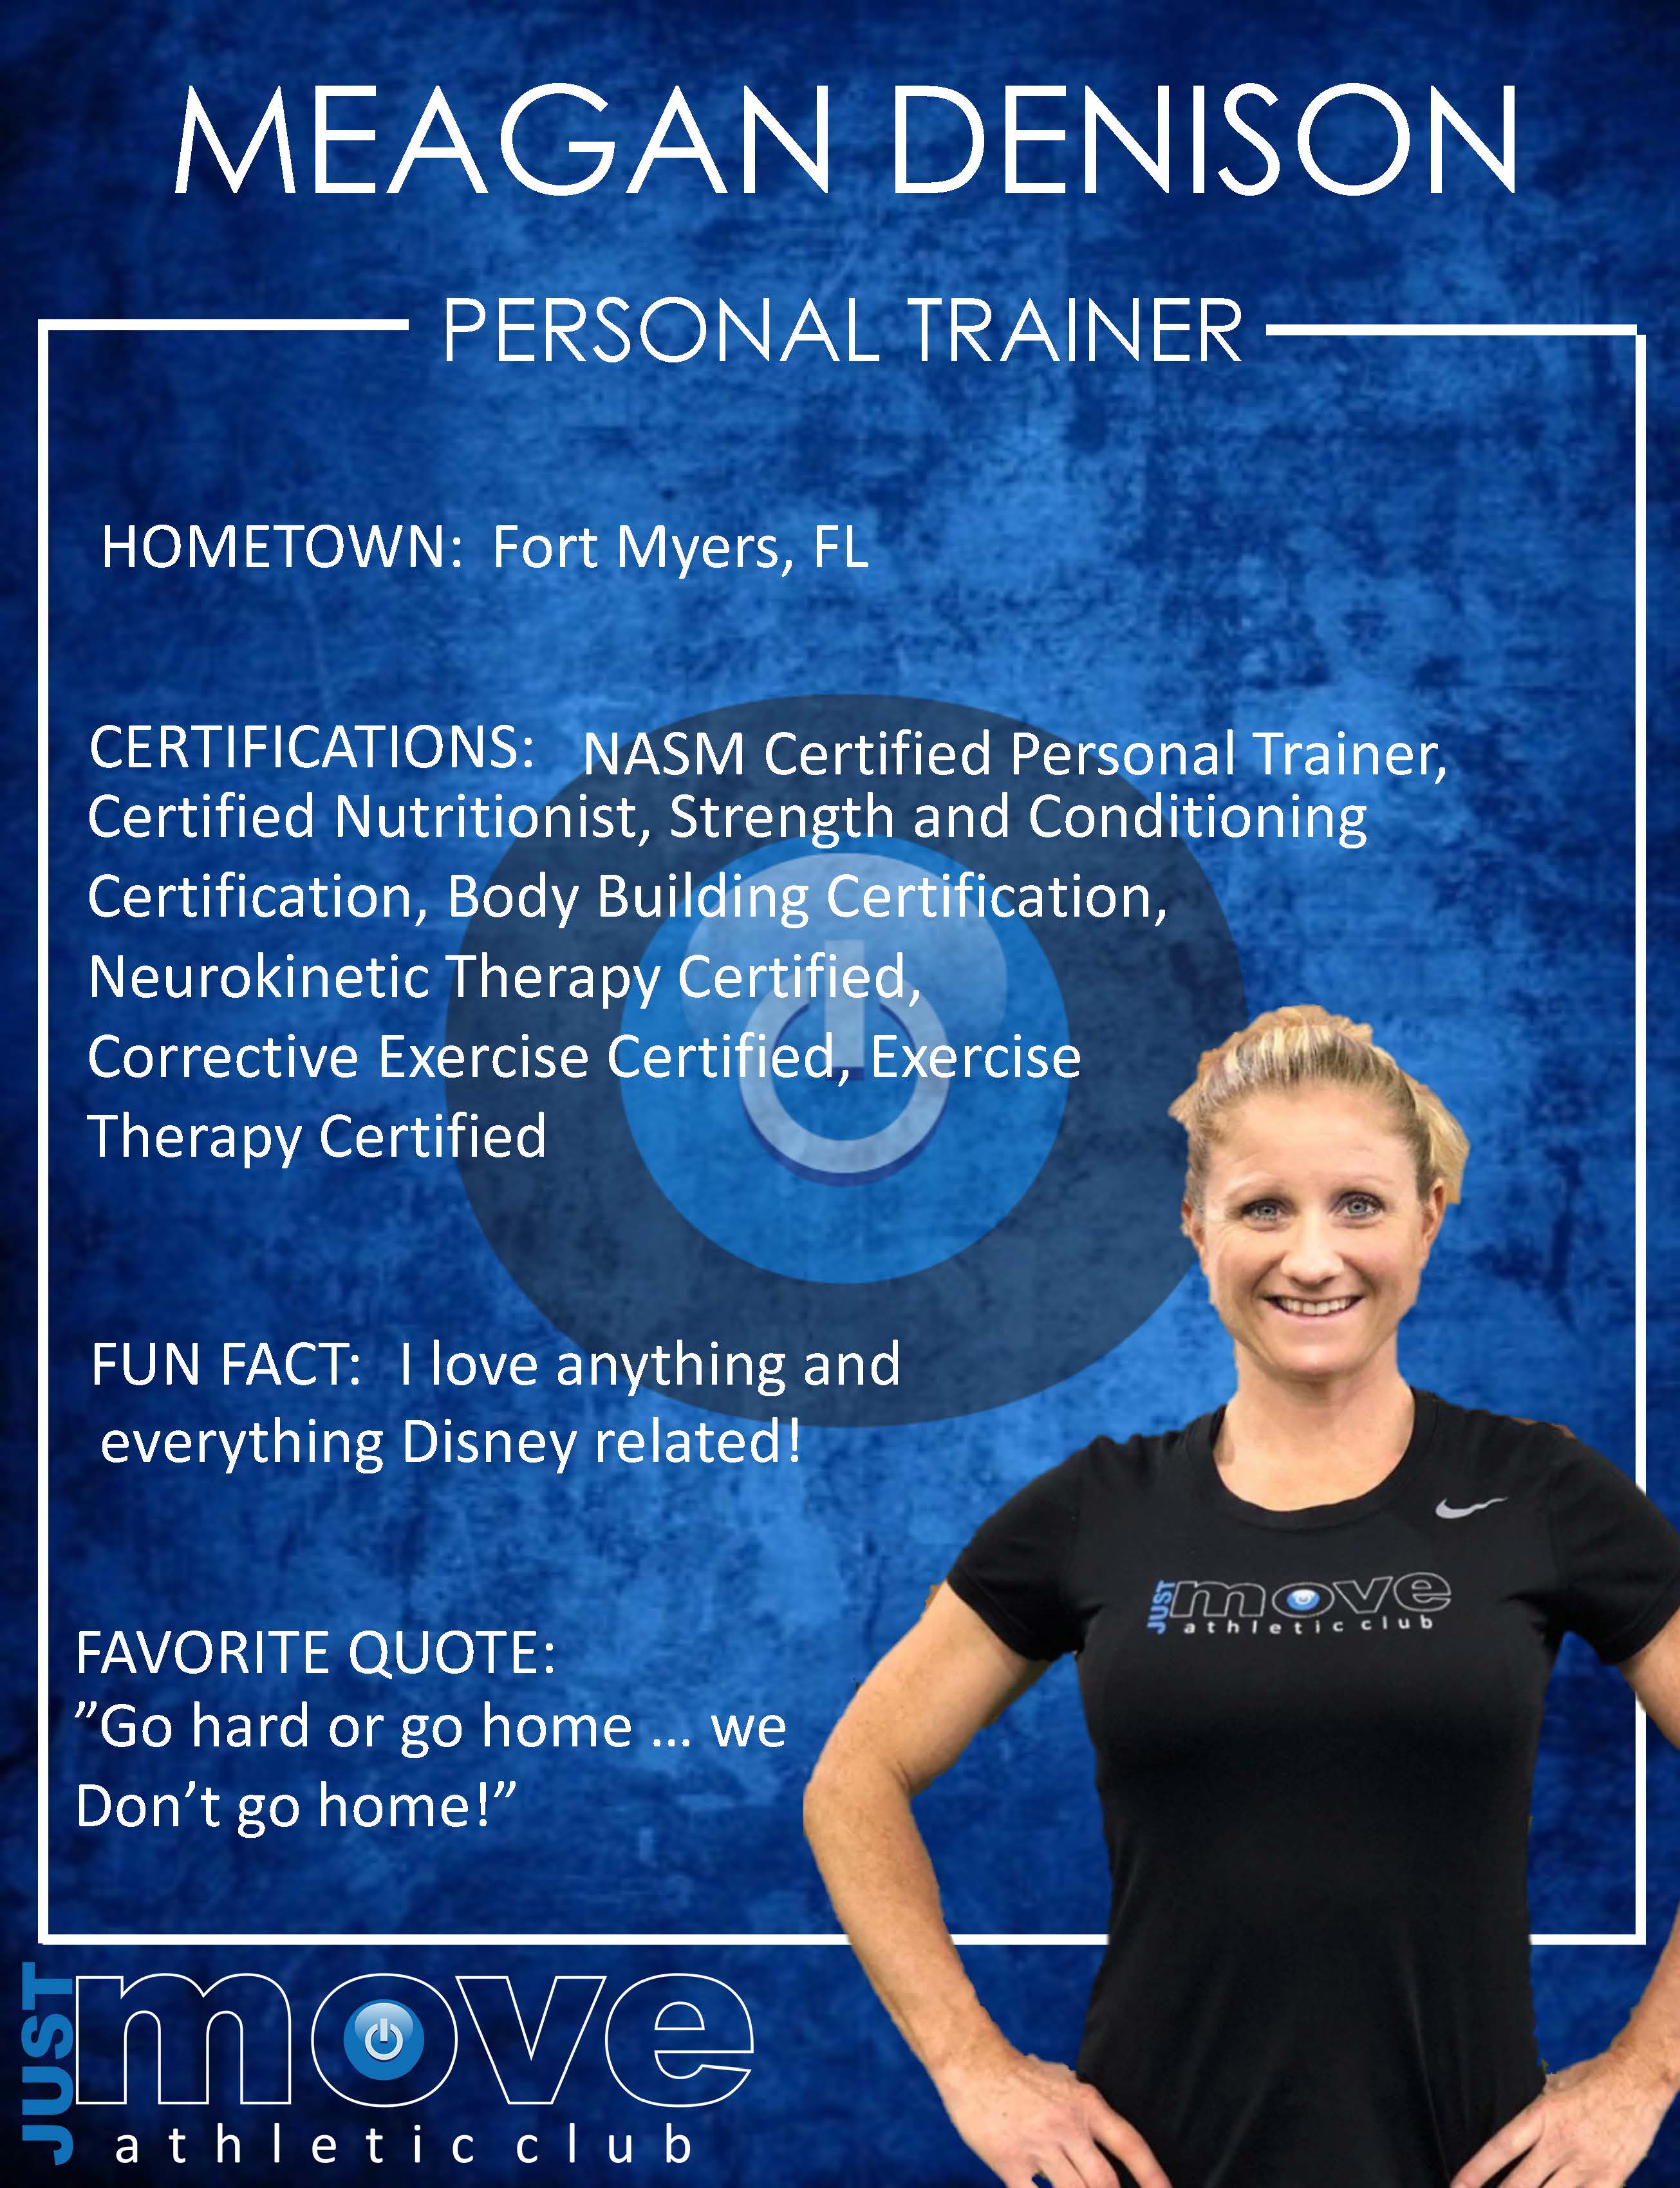 MEAGAN DENISON
PERSONAL TRAINER
HOMETOWN: Fort Myers, FL
CERTIFICATIONS: NASM Certified Personal Trainer,
Certified Nutritionist, Strength and Conditioning
Certification, Body Building Certification,
Neurokinetic Therapy Certified,
Corrective Exercise Certified, Exercise
Therapy Certified
FUN FACT: I love anything and
everything Disney related!
FAVORITE QUOTE:
”Go hard or go home ... we
Don’t go home!”
JUST move
athletic club
JUST move
athletic club